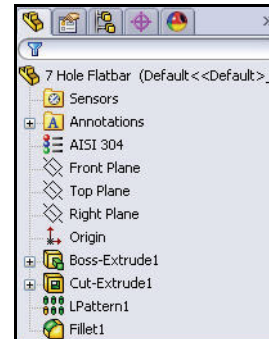 7 Hole Flatbar (Default<<Default>_
Sensors
A Annotations
AISI 304
Front Plane
Top Plane
Right Plane
Origin
Boss-Extrude1
Cut-Extrude1
LPattern1
Fillet1